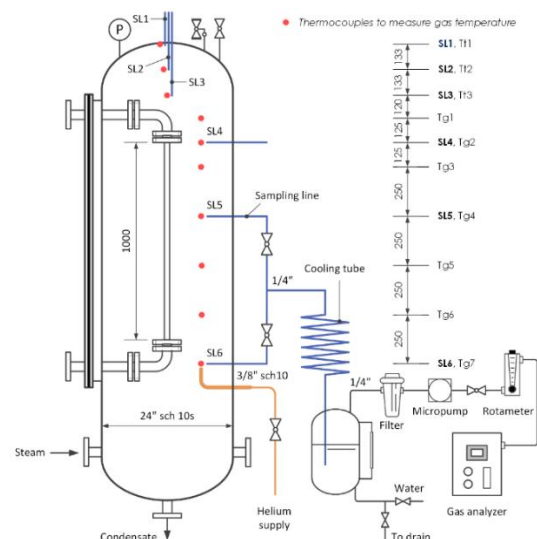 SL1
Thermocouples to measure gas temperature
P
SL2
SL3
SL4
SL5
Sampling line
1000
1/4"
Cooling tube
SL6
3/8" sch10
24" sch 10s
Steam
Condensate
Helium
supply
1/4"
Filter
Micropump
Rotameter
Water
To drain
Gas analyzer
133
133
120
125
125
250
250
250
250
SL1, Tf1
SL2, Tf2
SL3, Tf3
Tg1
SL4, Tg2
Tg3
SL5, Tg4
Tg5
Tg6
SL6, Tg7